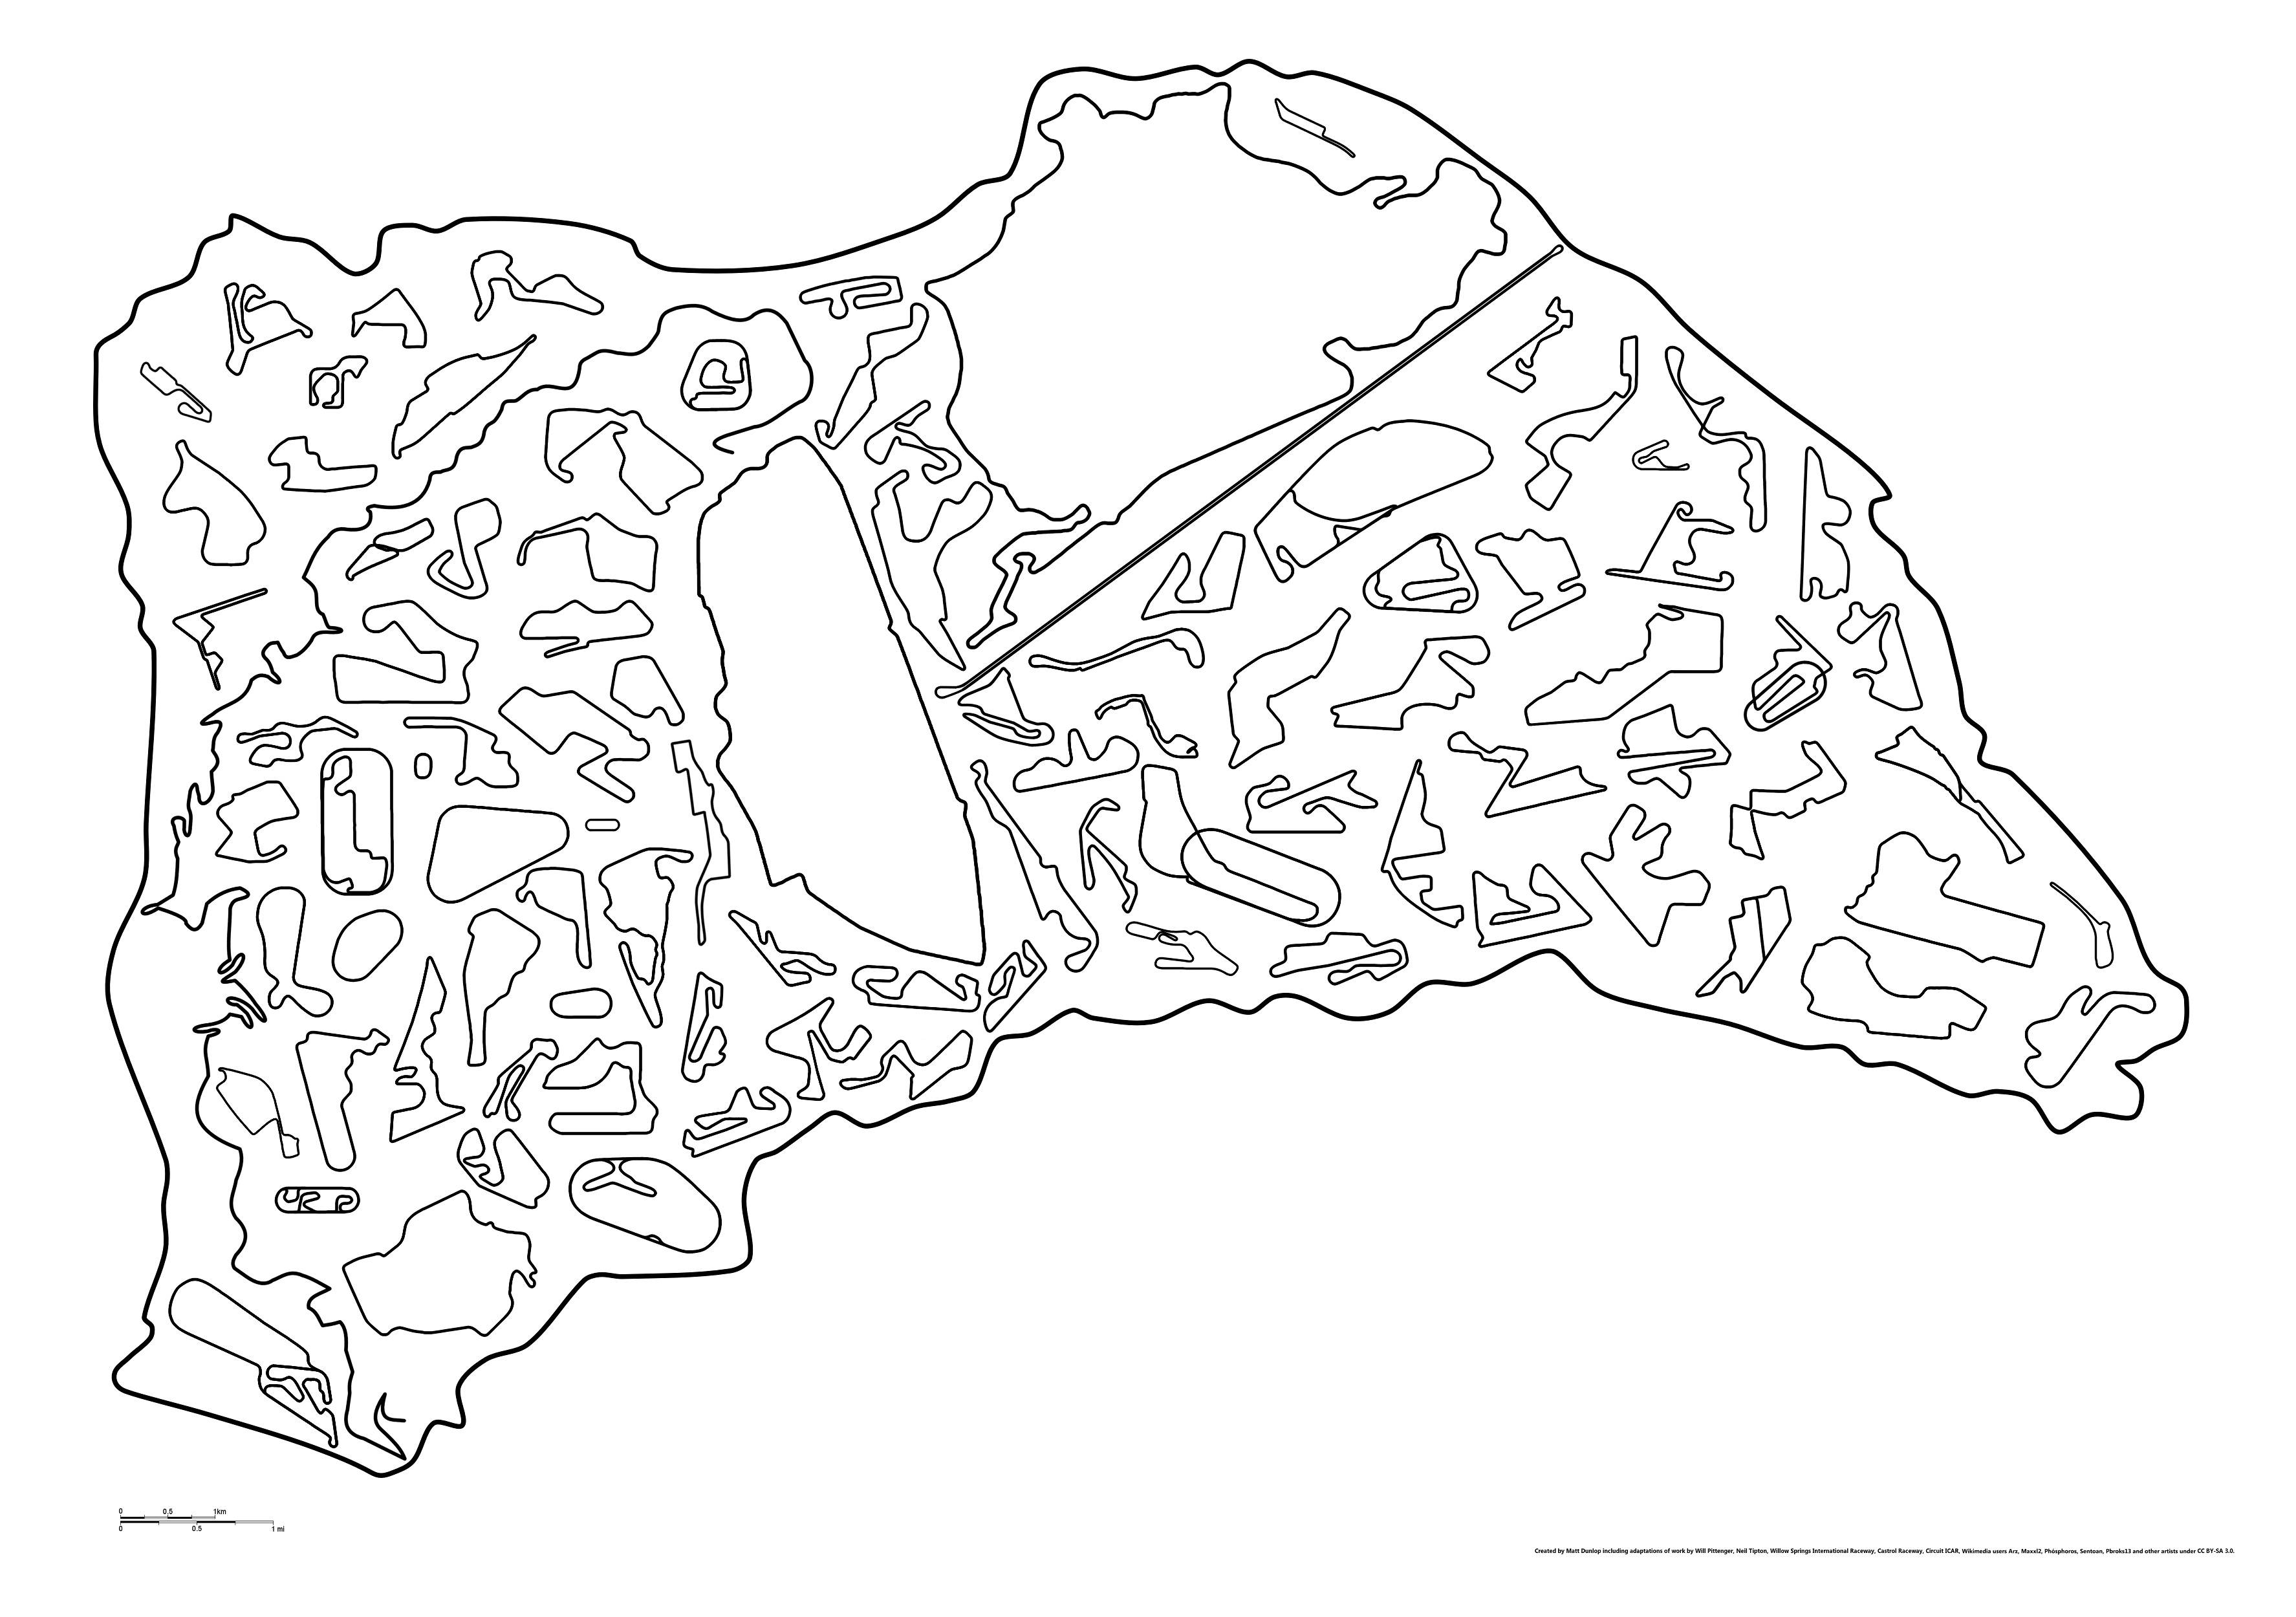 0 0.5 1km
0 0.5 1 mi
Created by Matt Dunlop including adaptations of work by Will Pittenger, Neil Tipton, Willow Springs International Raceway, Castrol Raceway, Circuit ICAR, Wikimedia users Arz, Maxxl2, Phósphoros, Sentoan, Pbroks13 and other artists under CC BY-SA 3.0.